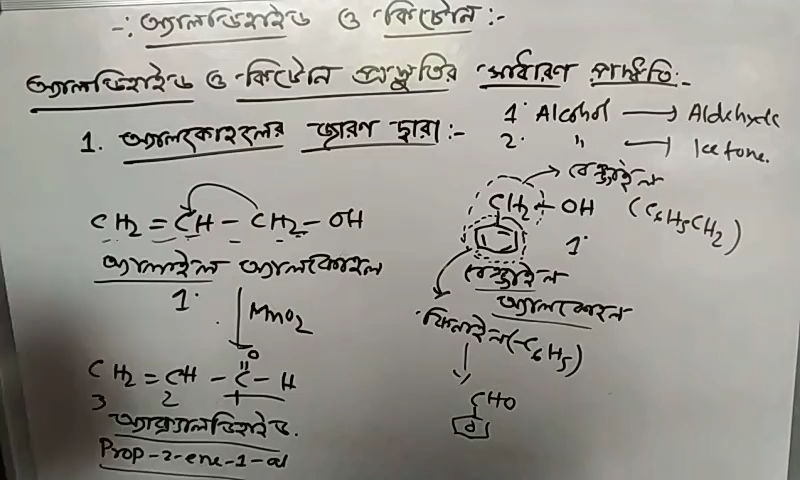 -: অ্যালডিহাইড ও কিটোন :-
অ্যালডিহাইড ও কিটোন প্রস্তুতির সাধারণ পদ্ধতি:-
1. অ্যালকোহলের জারণ দ্বারা :-
1° Alcohol → Aldehyde
2° " → Ketone.
CH2 = CH - CH2 - OH
অ্যালাইল অ্যালকোহল
1°
MnO2
O
CH2 = CH - C - H
3 2 1
অ্যাক্র্যালডিহাইড.
Prop-2-ene-1-al
বেঞ্জাইল
(C6H5CH2)
CH2 - OH
1°
বেঞ্জাইল
অ্যালকোহল
ফিনাইল (-C6H5)
CHO